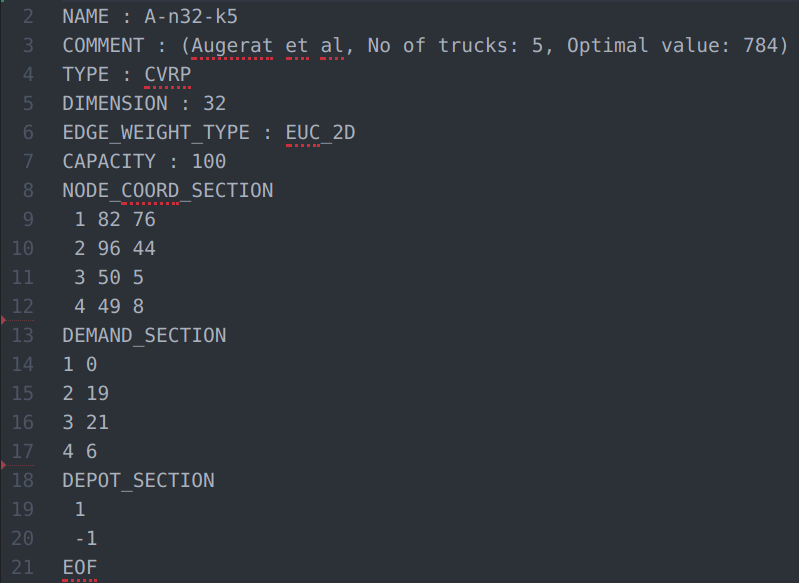 2 NAME : A-n32-k5
3 COMMENT : (Augerat et al, No of trucks: 5, Optimal value: 784)
4 TYPE : CVRP
5 DIMENSION : 32
6 EDGE_WEIGHT_TYPE : EUC_2D
7 CAPACITY : 100
8 NODE_COORD_SECTION
9 1 82 76
10 2 96 44
11 3 50 5
12 4 49 8
13 DEMAND_SECTION
14 1 0
15 2 19
16 3 21
17 4 6
18 DEPOT_SECTION
19 1
20 -1
21 EOF